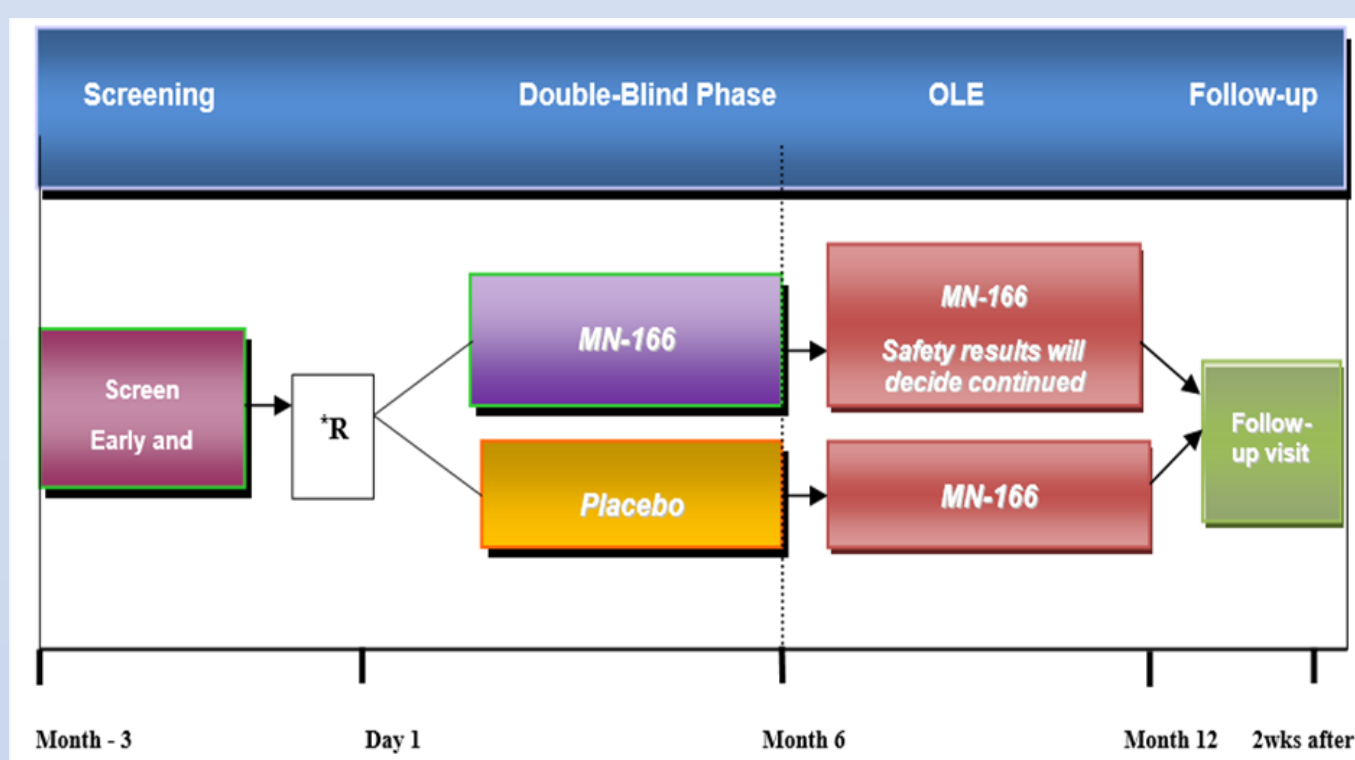 Screening
Double-Blind Phase
OLE
Follow-up
Screen
Early and
*R
MN-166
Placebo
MN-166
Safety results will
decide continued
MN-166
Follow-
up visit
Month - 3
Day 1
Month 6
Month 12
2wks after